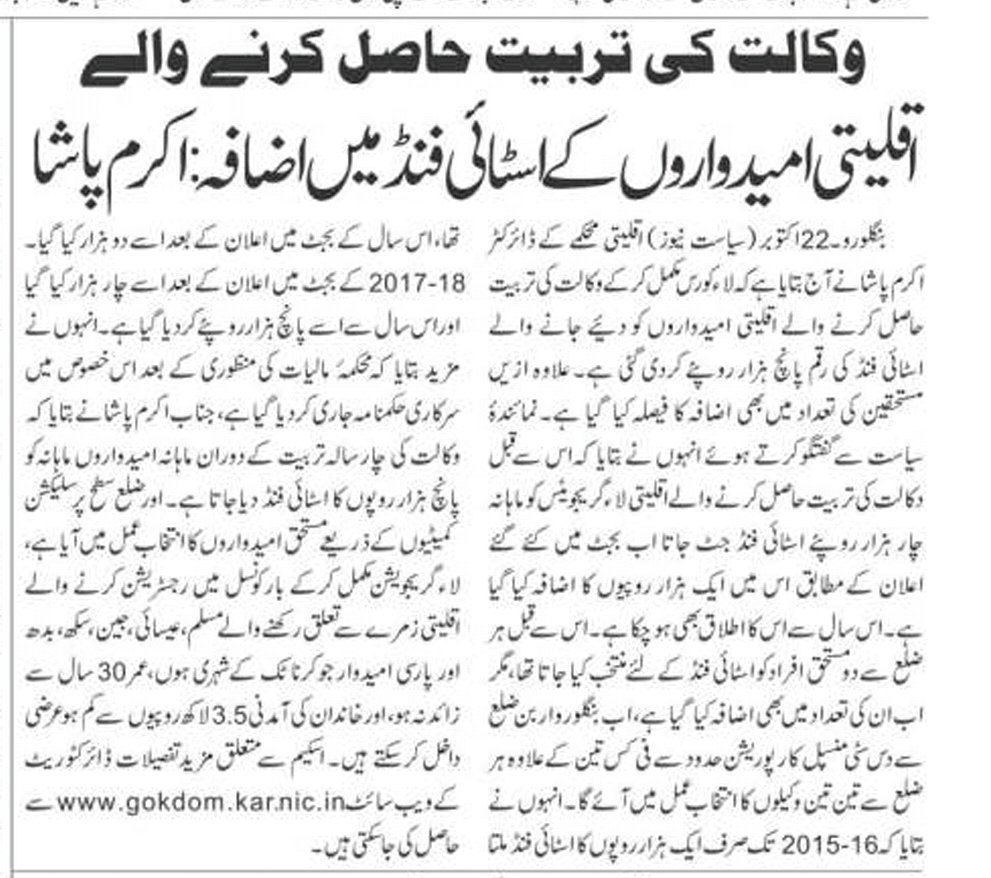 وکالت کی تربیت حاصل کرنے والے
اقلیتی امیدواروں کے اسٹائی فنڈ میں اضافہ: اکرم پاشا
بنگلورو۔22اکتوبر (سیاست نیوز) اقلیتی محکمے کے ڈائرکٹر
اکرم پاشا نے آج بتایا ہے کہ لاء کورس مکمل کر کے وکالت کی تربیت
حاصل کرنے والے اقلیتی امیدواروں کو دیئے جانے والے
اسٹائی فنڈ کی رقم پانچ ہزار روپئے کردی گئی ہے۔ علاوہ ازیں
مستحقین کی تعداد میں بھی اضافہ کا فیصلہ کیا گیا ہے۔ نمائندۂ
سیاست سے گفتگو کرتے ہوئے انہوں نے بتایا کہ اس سے قبل
وکالت کی تربیت حاصل کرنے والے اقلیتی لاء گریجویٹس کو ماہانہ
چار ہزار روپئے اسٹائی فنڈ جٹ جاتا اب بجٹ میں کئے گئے
اعلان کے مطابق اس میں ایک ہزار روپیوں کا اضافہ کیا گیا
ہے۔ اس سال سے اس کا اطلاق بھی ہو چکا ہے۔ اس سے قبل ہر
ضلع سے دو مستحق افراد کو اسٹائی فنڈ کے لئے منتخب کیا جاتا تھا، مگر
اب ان کی تعداد میں بھی اضافہ کیا گیا ہے، اب بنگلور واربن ضلع
سے دس سٹی منسپل کارپوریشن حدود سے فی کس تین کے علاوہ ہر
ضلع سے تین تین وکیلوں کا انتخاب عمل میں آئے گا۔ انہوں نے
بتایا کہ 2015-16 تک صرف ایک ہزار روپوں کا اسٹائی فنڈ ملتا
تھا، اس سال کے بجٹ میں اعلان کے بعد اسے دو ہزار کیا گیا۔
2017-18 کے بجٹ میں اعلان کے بعد اسے چار ہزار کیا گیا
اور اس سال سے اسے پانچ ہزار روپئے کردیا گیا ہے۔ انہوں نے
مزید بتایا کہ محکمۂ مالیات کی منظوری کے بعد اس خصوص میں
سرکاری حکمنامہ جاری کردیا گیا ہے، جناب اکرم پاشا نے بتایا کہ
وکالت کی چار سالہ تربیت کے دوران ماہانہ امیدواروں ماہانہ کو
پانچ ہزار روپوں کا اسٹائی فنڈ دیا جاتا ہے۔ اور ضلع سطح پر سلیکشن
کمیٹیوں کے ذریعے مستحق امیدواروں کا انتخاب عمل میں آیا ہے،
لاء گریجویشن مکمل کرکے بار کونسل میں رجسٹریشن کرنے والے
اقلیتی زمرے سے تعلق رکھنے والے مسلم، عیسائی، جین، سکھ، بدھ
اور پارسی امیدوار جو کرناٹک کے شہری ہوں، عمر 30 سال سے
زائد نہ ہو، اور خاندان کی آمدنی 3.5 لاکھ روپیوں سے کم ہو عرضی
داخل کرسکتے ہیں۔ اسکیم سے متعلق مزید تفصیلات ڈائرکٹوریٹ
کے ویب سائٹ www.gokdom.kar.nic.in سے
حاصل کی جاسکتی ہیں۔